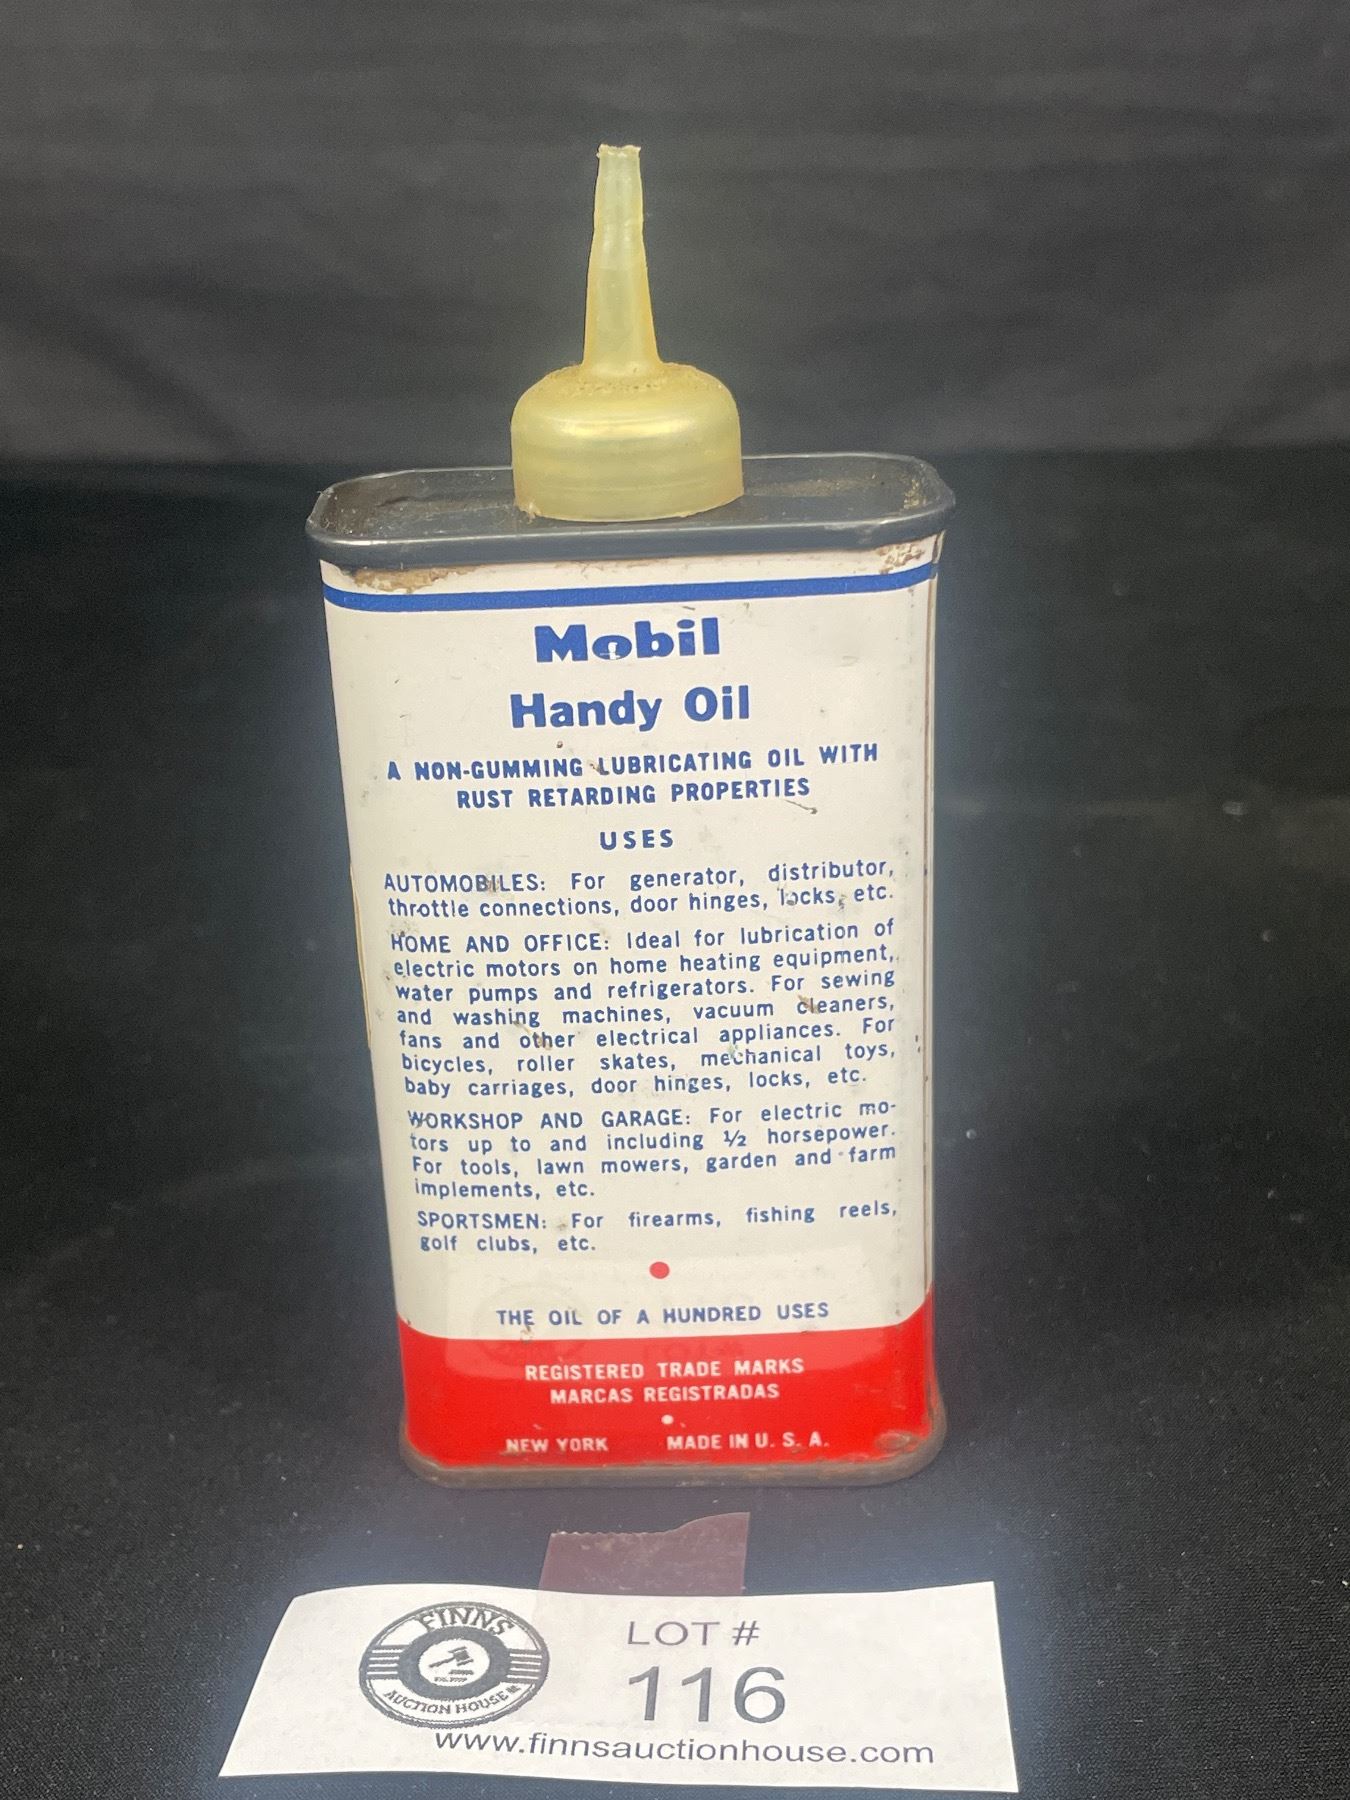 Mobil
Handy Oil
A NON-GUMMING LUBRICATING OIL WITH
RUST RETARDING PROPERTIES
USES
AUTOMOBILES: For generator, distributor,
throttle connections, door hinges, locks, etc.
HOME AND OFFICE: Ideal for lubrication of
electric motors on home heating equipment,
water pumps and refrigerators. For sewing
and washing machines, vacuum cleaners,
fans and other electrical appliances. For
bicycles, roller skates, mechanical toys,
baby carriages, door hinges, locks, etc.
WORKSHOP AND GARAGE: For electric mo-
tors up to and including ½ horsepower.
For tools, lawn mowers, garden and farm
implements, etc.
SPORTSMEN: For firearms, fishing reels,
golf clubs, etc.
THE OIL OF A HUNDRED USES
REGISTERED TRADE MARKS
MARCAS REGISTRADAS
NEW YORK MADE IN U. S. A.
FINNS
AUCTION HOUSE
LOT #
116
www.finnsauctionhouse.com